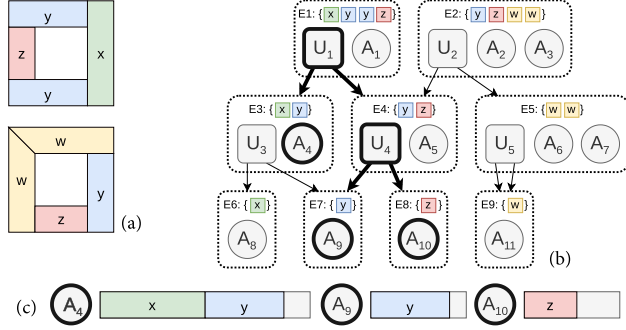 y
z
x
y
w
w
y
z
(a)
E1: { x y y z }
U1 A1
E2: { y z w w }
U2 A2 A3
E3: { x y }
U3 A4
E4: { y z }
U4 A5
E5: { w w }
U5 A6 A7
E6: { x }
A8
E7: { y }
A9
E8: { z }
A10
E9: { w }
A11
(b)
(c) A4 x y A9 y A10 z